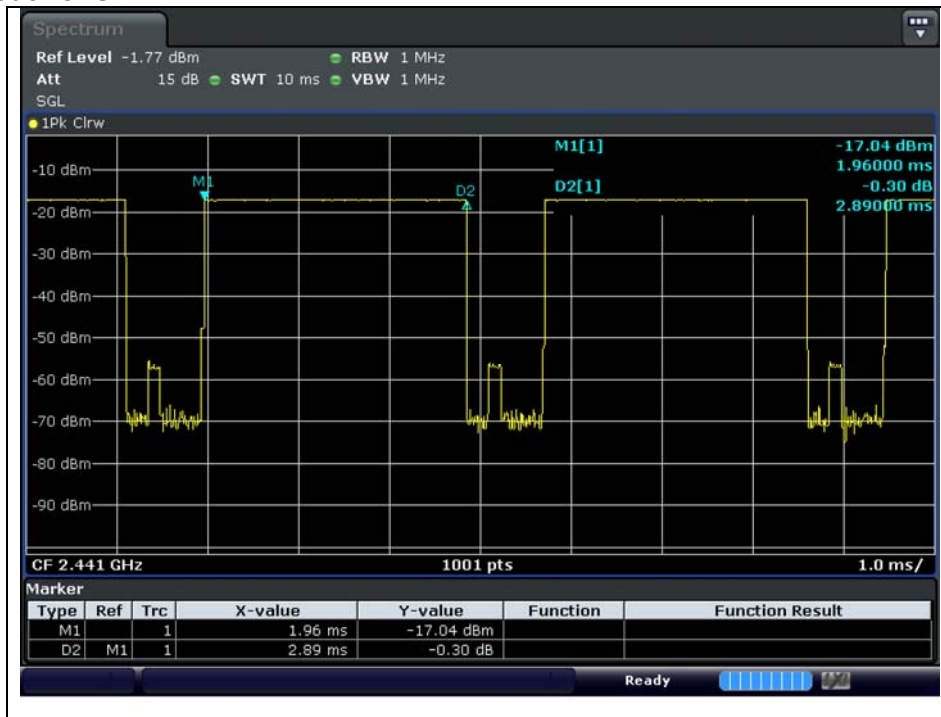 Spectrum
Ref Level -1.77 dBm RBW 1 MHz
Att 15 dB SWT 10 ms VBW 1 MHz
SGL
1Pk Clrw
M1[1] -17.04 dBm
1.96000 ms
D2[1] -0.30 dB
2.89000 ms
-10 dBm
M1
D2
-20 dBm
-30 dBm
-40 dBm
-50 dBm
-60 dBm
-70 dBm
-80 dBm
-90 dBm
CF 2.441 GHz 1001 pts 1.0 ms/
Marker
Type Ref Trc X-value Y-value Function Function Result
M1 1 1.96 ms -17.04 dBm
D2 M1 1 2.89 ms -0.30 dB
Ready